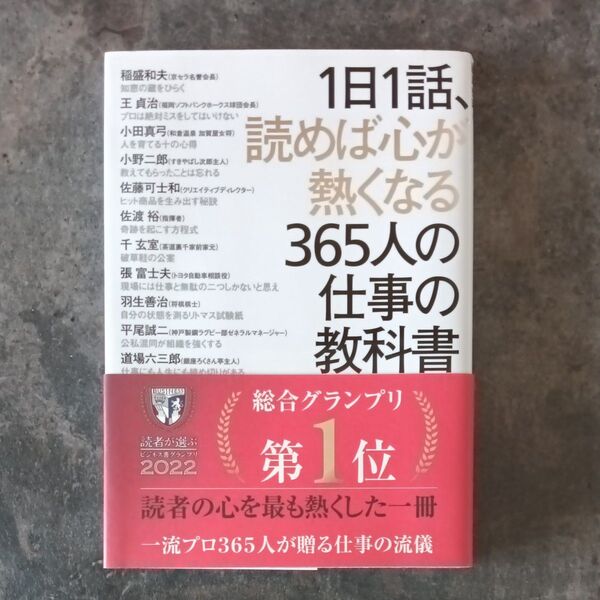 1日1話、
読めば心が
熱くなる
365人の
仕事の
教科書
稲盛和夫(京セラ名誉会長)
知恵の蔵をひらく
王 貞治(福岡ソフトバンクホークス球団会長)
プロは絶対ミスをしてはいけない
小田真弓(和倉温泉 加賀屋女将)
人を育てる十の心得
小野二郎(すきやばし次郎主人)
教えてもらったことは忘れる
佐藤可士和(クリエイティブディレクター)
ヒット商品を生み出す秘訣
佐渡 裕(指揮者)
奇跡を起こす方程式
千 玄室(茶道裏千家前家元)
破草鞋の公案
張 富士夫(トヨタ自動車相談役)
現場には仕事と無駄の二つしかないと思え
羽生善治(将棋棋士)
自分の状態を測るリトマス試験紙
平尾誠二(神戸製鋼ラグビー部ゼネラルマネージャー)
公私混同が組織を強くする
道場六三郎(銀座ろくさん亭主人)
仕事にも人生にも締め切りがある
BUSINESS
読者が選ぶ
ビジネス書グランプリ
2022
総合グランプリ
第1位
読者の心を最も熱くした一冊
一流プロ365人が贈る仕事の流儀